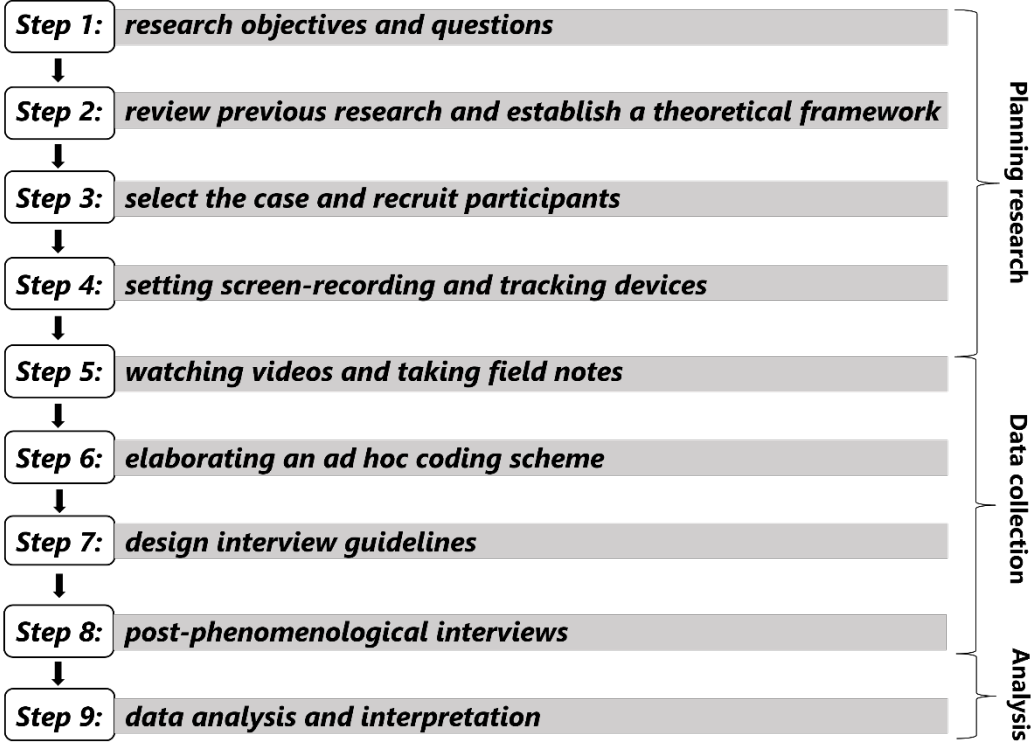 Step 1: research objectives and questions
Step 2: review previous research and establish a theoretical framework
Step 3: select the case and recruit participants
Step 4: setting screen-recording and tracking devices
Planning research
Step 5: watching videos and taking field notes
Step 6: elaborating an ad hoc coding scheme
Step 7: design interview guidelines
Step 8: post-phenomenological interviews
Data collection
Step 9: data analysis and interpretation
Analysis